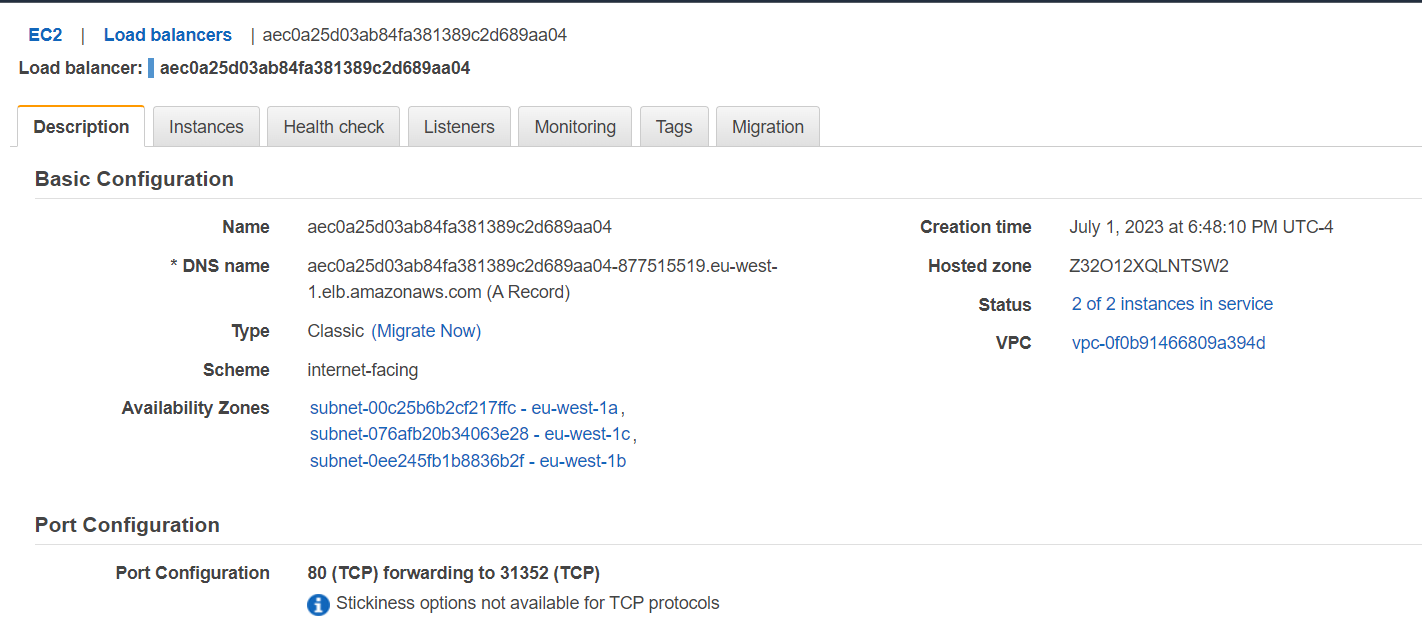 EC2 | Load balancers | aec0a25d03ab84fa381389c2d689aa04
Load balancer: aec0a25d03ab84fa381389c2d689aa04
Description Instances Health check Listeners Monitoring Tags Migration
Basic Configuration
Name aec0a25d03ab84fa381389c2d689aa04 Creation time July 1, 2023 at 6:48:10 PM UTC-4
* DNS name aec0a25d03ab84fa381389c2d689aa04-877515519.eu-west- Hosted zone Z32O12XQLNTSW2
1.elb.amazonaws.com (A Record)
Status 2 of 2 instances in service
Type Classic (Migrate Now) VPC vpc-0f0b91466809a394d
Scheme internet-facing
Availability Zones subnet-00c25b6b2cf217ffc - eu-west-1a,
subnet-076afb20b34063e28 - eu-west-1c,
subnet-0ee245fb1b8836b2f - eu-west-1b
Port Configuration
Port Configuration 80 (TCP) forwarding to 31352 (TCP)
Stickiness options not available for TCP protocols